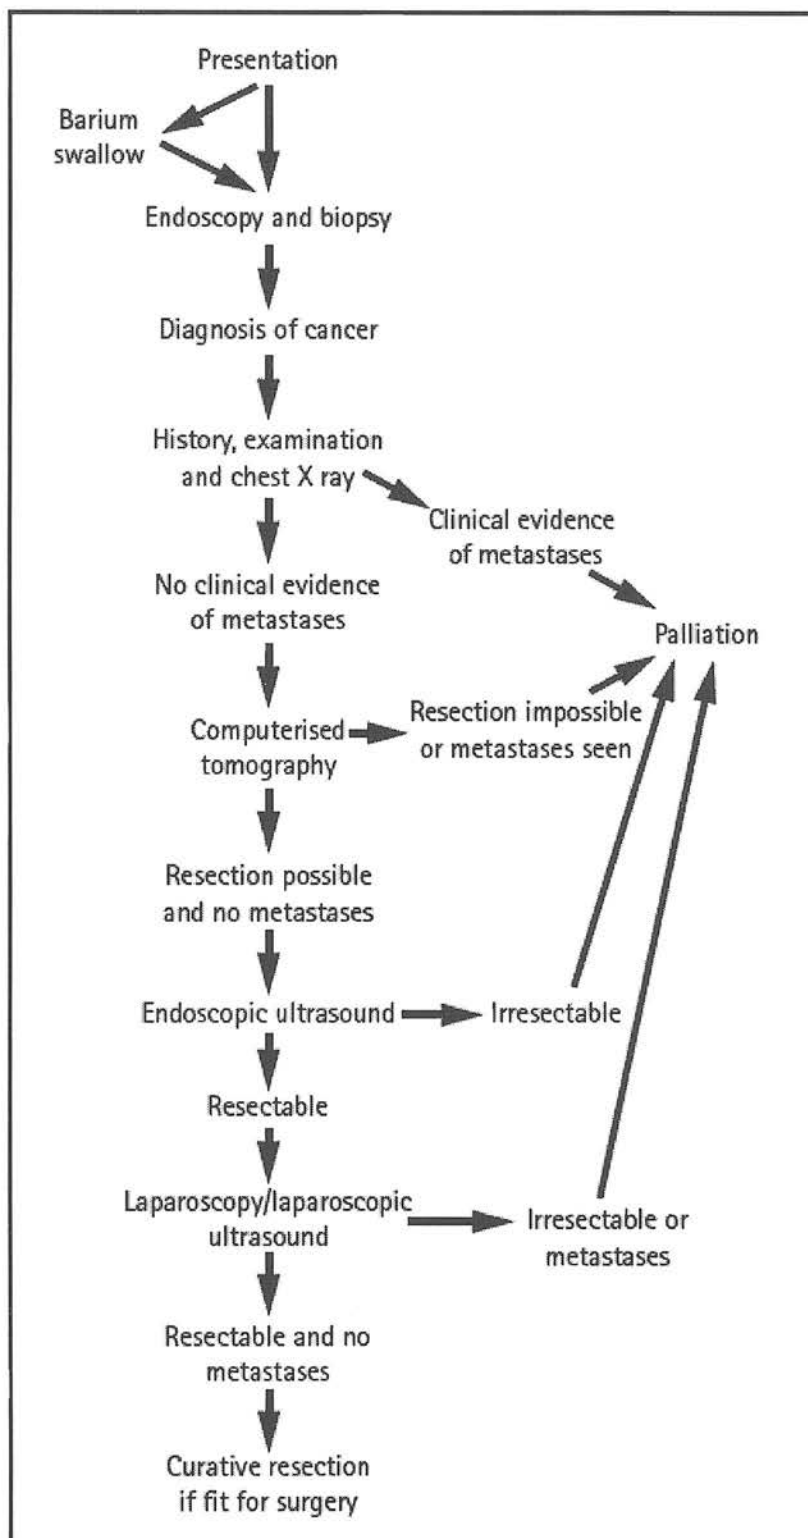 Presentation
Barium
swallow
Endoscopy and biopsy
Diagnosis of cancer
History, examination
and chest X ray
Clinical evidence
of metastases
No clinical evidence
of metastases
Palliation
Computerised
tomography
Resection impossible
or metastases seen
Resection possible
and no metastases
Endoscopic ultrasound
Irresectable
Resectable
Laparoscopy/laparoscopic
ultrasound
Irresectable or
metastases
Resectable and no
metastases
Curative resection
if fit for surgery